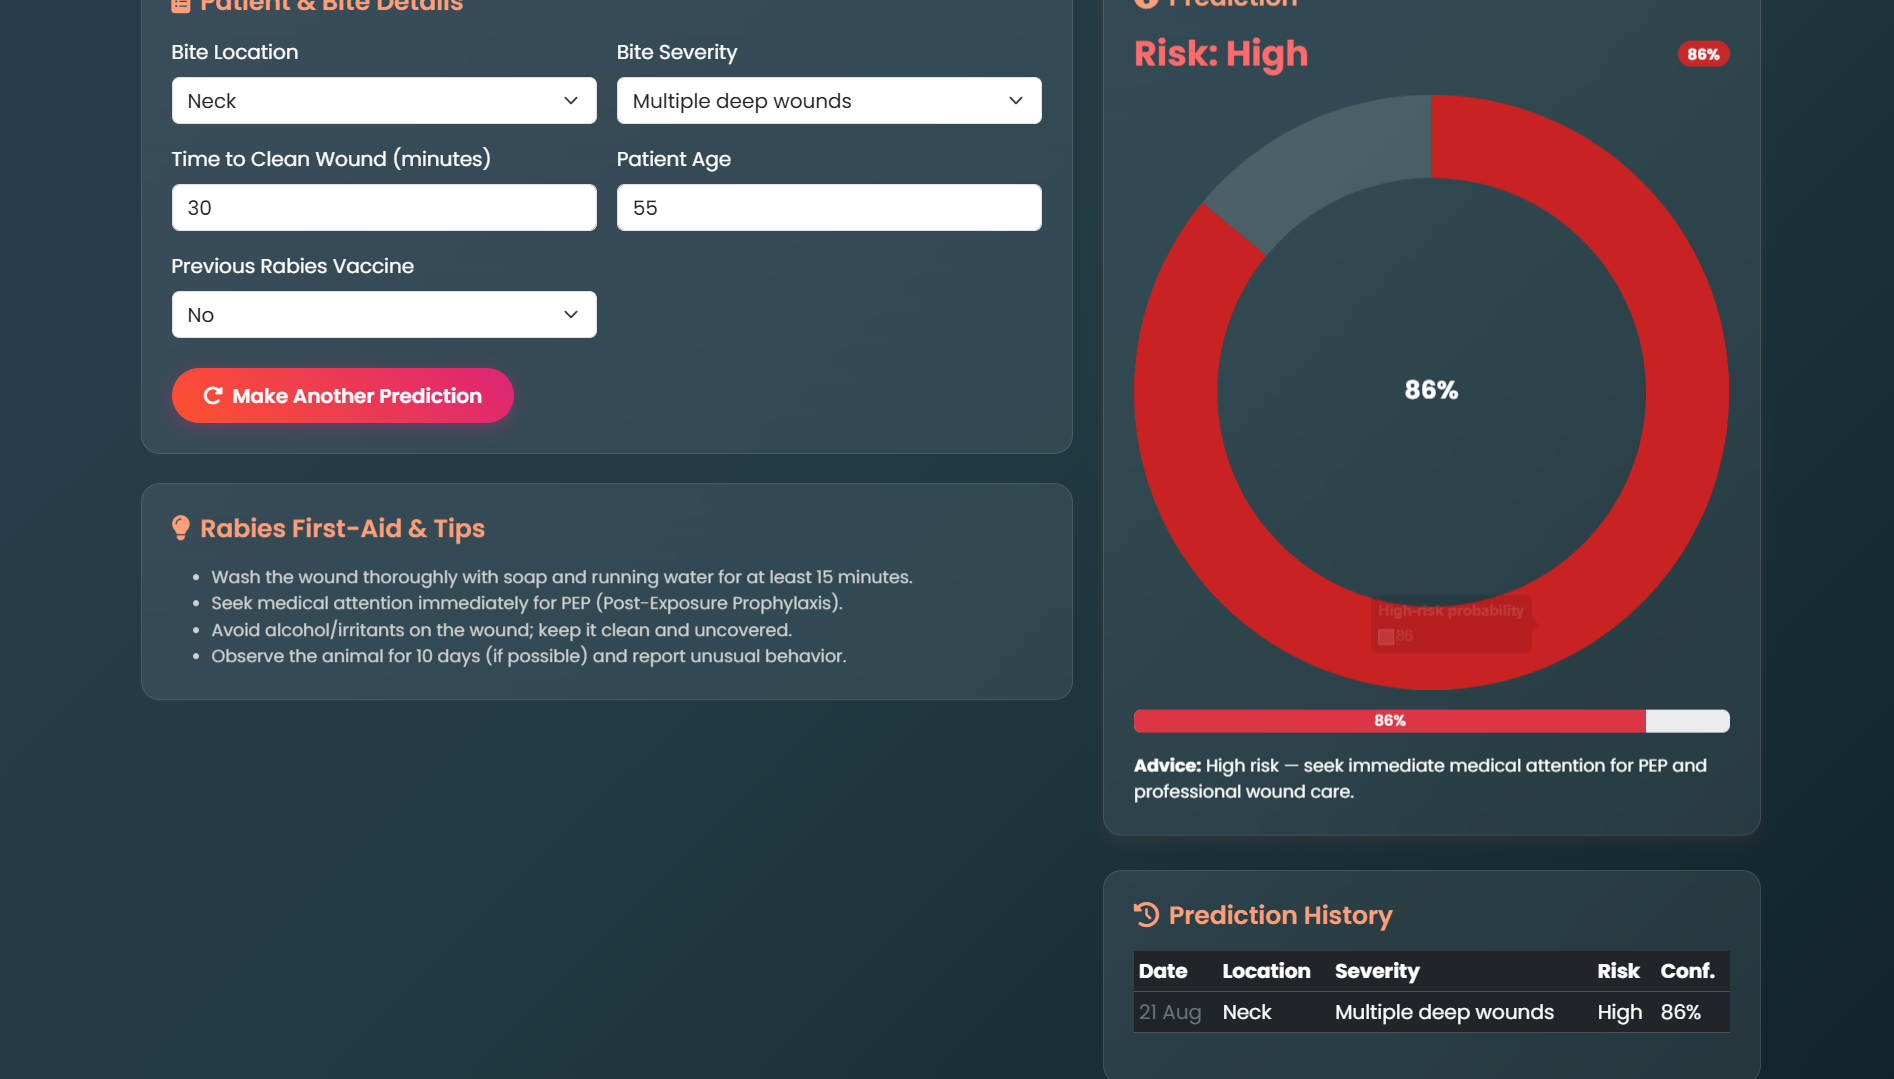 Patient & Bite Details
Bite Location
Bite Severity
Neck
Multiple deep wounds
Time to Clean Wound (minutes)
Patient Age
30
55
Previous Rabies Vaccine
No
Make Another Prediction
Rabies First-Aid & Tips
• Wash the wound thoroughly with soap and running water for at least 15 minutes.
• Seek medical attention immediately for PEP (Post-Exposure Prophylaxis).
• Avoid alcohol/irritants on the wound; keep it clean and uncovered.
• Observe the animal for 10 days (if possible) and report unusual behavior.
Prediction
Risk: High
86%
86%
High-risk probability
86
86%
Advice: High risk — seek immediate medical attention for PEP and
professional wound care.
Prediction History
Date Location Severity Risk Conf.
21 Aug Neck Multiple deep wounds High 86%